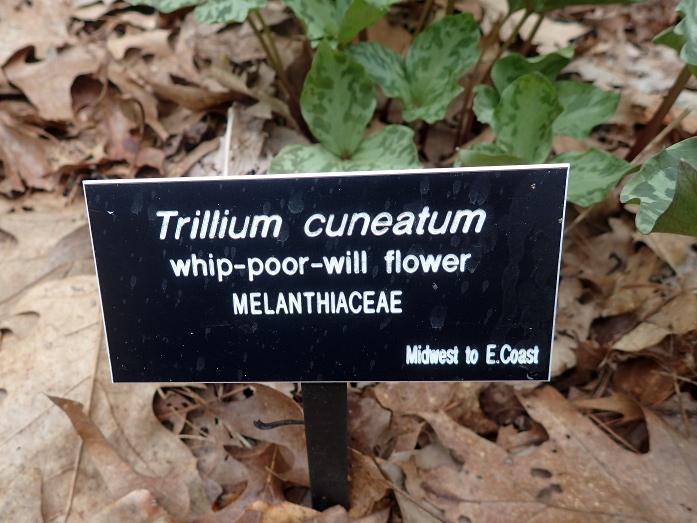 Trillium cuneatum
whip-poor-will flower
MELANTHIACEAE
Midwest to E.Coast